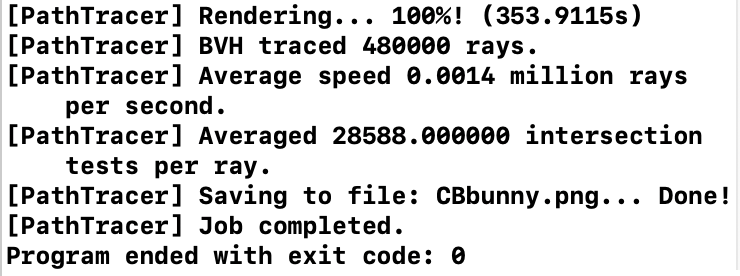 [PathTracer] Rendering... 100%! (353.9115s)
[PathTracer] BVH traced 480000 rays.
[PathTracer] Average speed 0.0014 million rays
per second.
[PathTracer] Averaged 28588.000000 intersection
tests per ray.
[PathTracer] Saving to file: CBbunny.png... Done!
[PathTracer] Job completed.
Program ended with exit code: 0